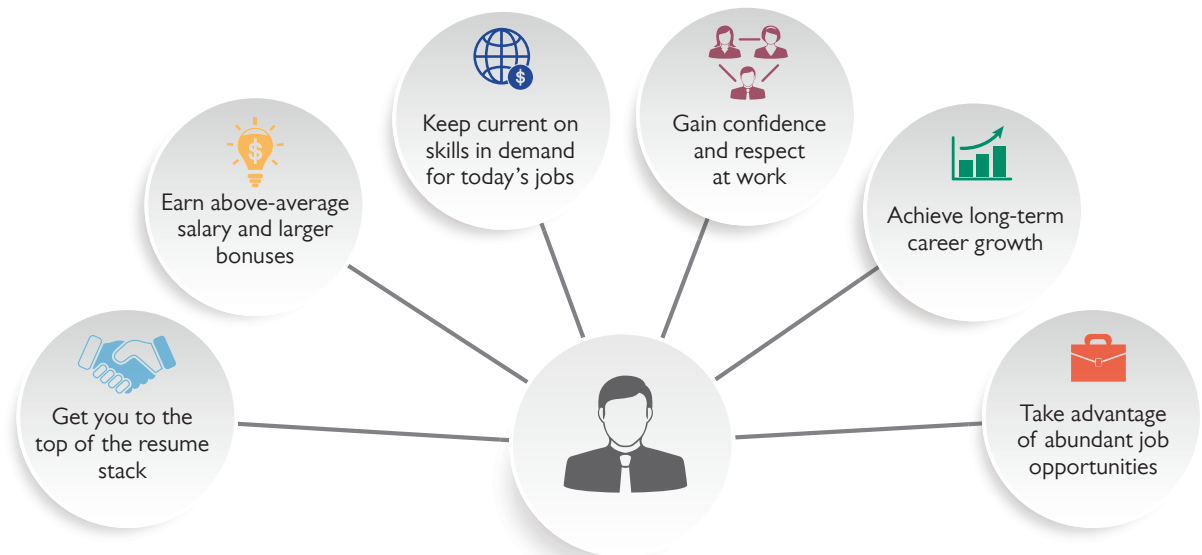 Get you to the
top of the resume
stack
Earn above-average
salary and larger
bonuses
$
Keep current on
skills in demand
for today’s jobs
$
Gain confidence
and respect
at work
Achieve long-term
career growth
Take advantage
of abundant job
opportunities